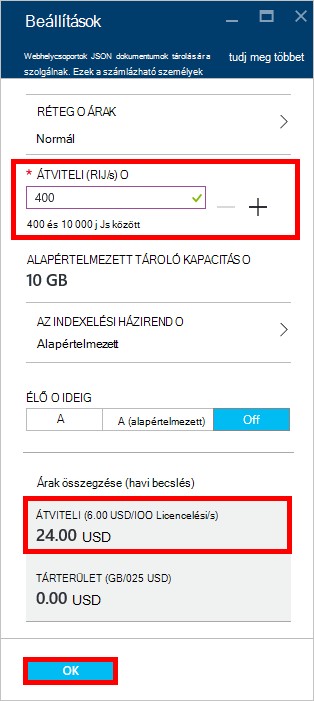 Beállítások
Webhelycsoportok JSON dokumentumok tárolására
szolgálnak. Ezek a számlázható személyek
tudj meg többet
RÉTEG O ÁRAK
Normál
* ÁTVITELI (RIJ/s) O
400
400 és 10 000 j Js között
ALAPÉRTELMEZETT TÁROLÓ KAPACITÁS O
10 GB
AZ INDEXELÉSI HÁZIREND O
Alapértelmezett
ÉLŐ O IDEIG
A
A (alapértelmezett)
Off
Árak összegzése (havi becslés)
ÁTVITELI (6.00 USD/IOO Licencelési/s)
24.00 USD
TÁRTERÜLET (GB/025 USD)
0.00 USD
OK